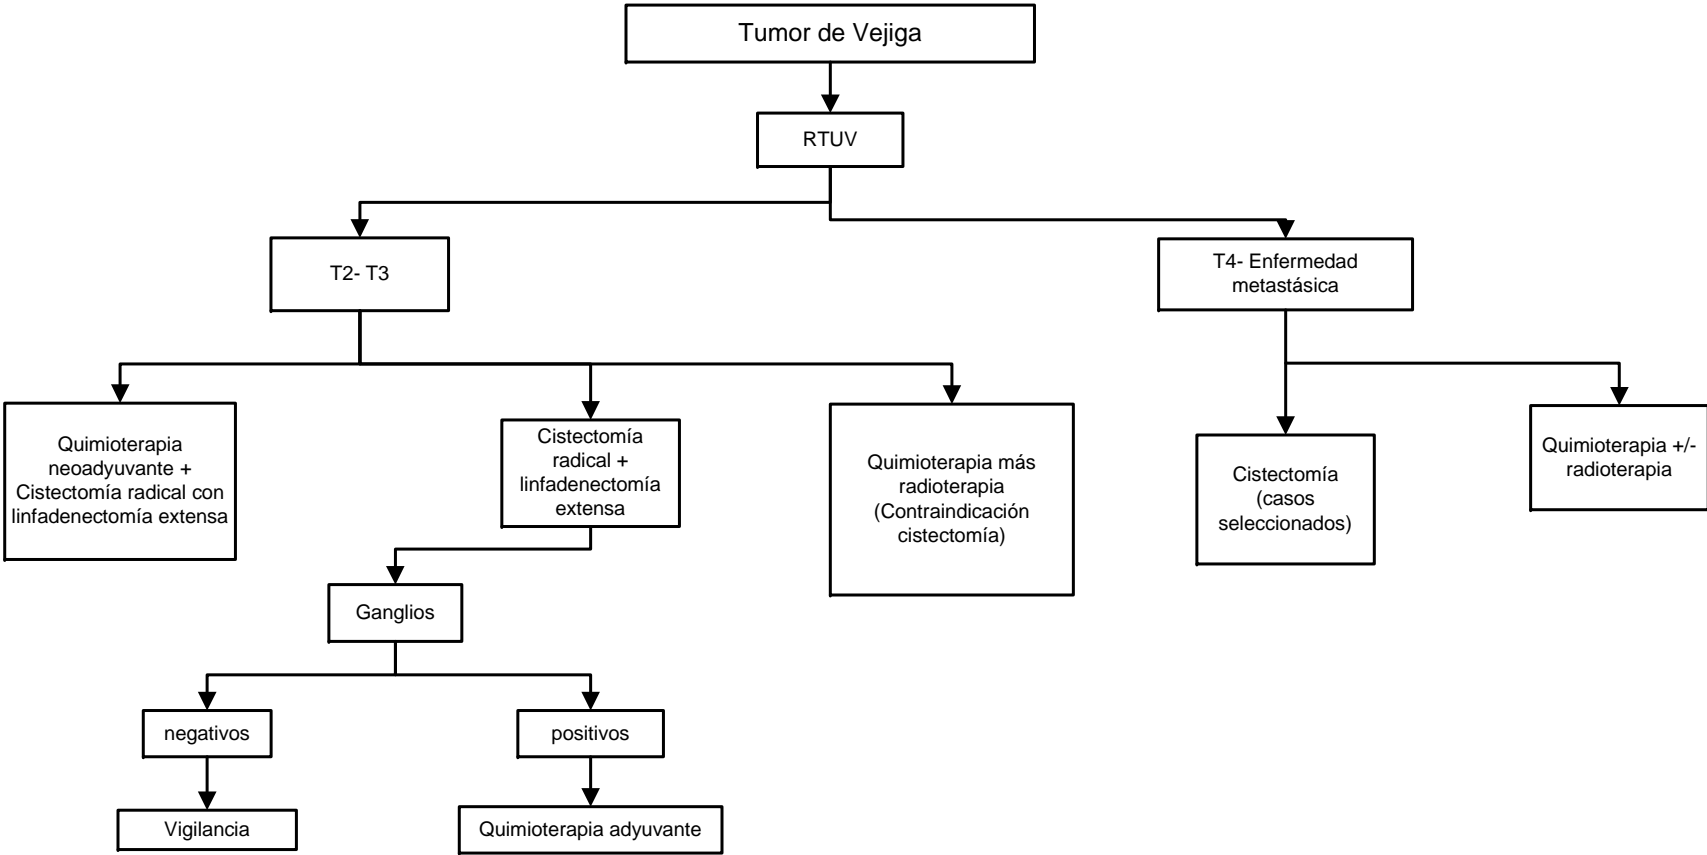 Tumor de Vejiga
RTUV
T2- T3
T4- Enfermedad
metastásica
Quimioterapia
neoadyuvante +
Cistectomía radical con
linfadenectomía extensa
Cistectomía
radical +
linfadenectomía
extensa
Quimioterapia más
radioterapia
(Contraindicación
cistectomía)
Cistectomía
(casos
seleccionados)
Quimioterapia +/-
radioterapia
Ganglios
negativos
positivos
Vigilancia
Quimioterapia adyuvante